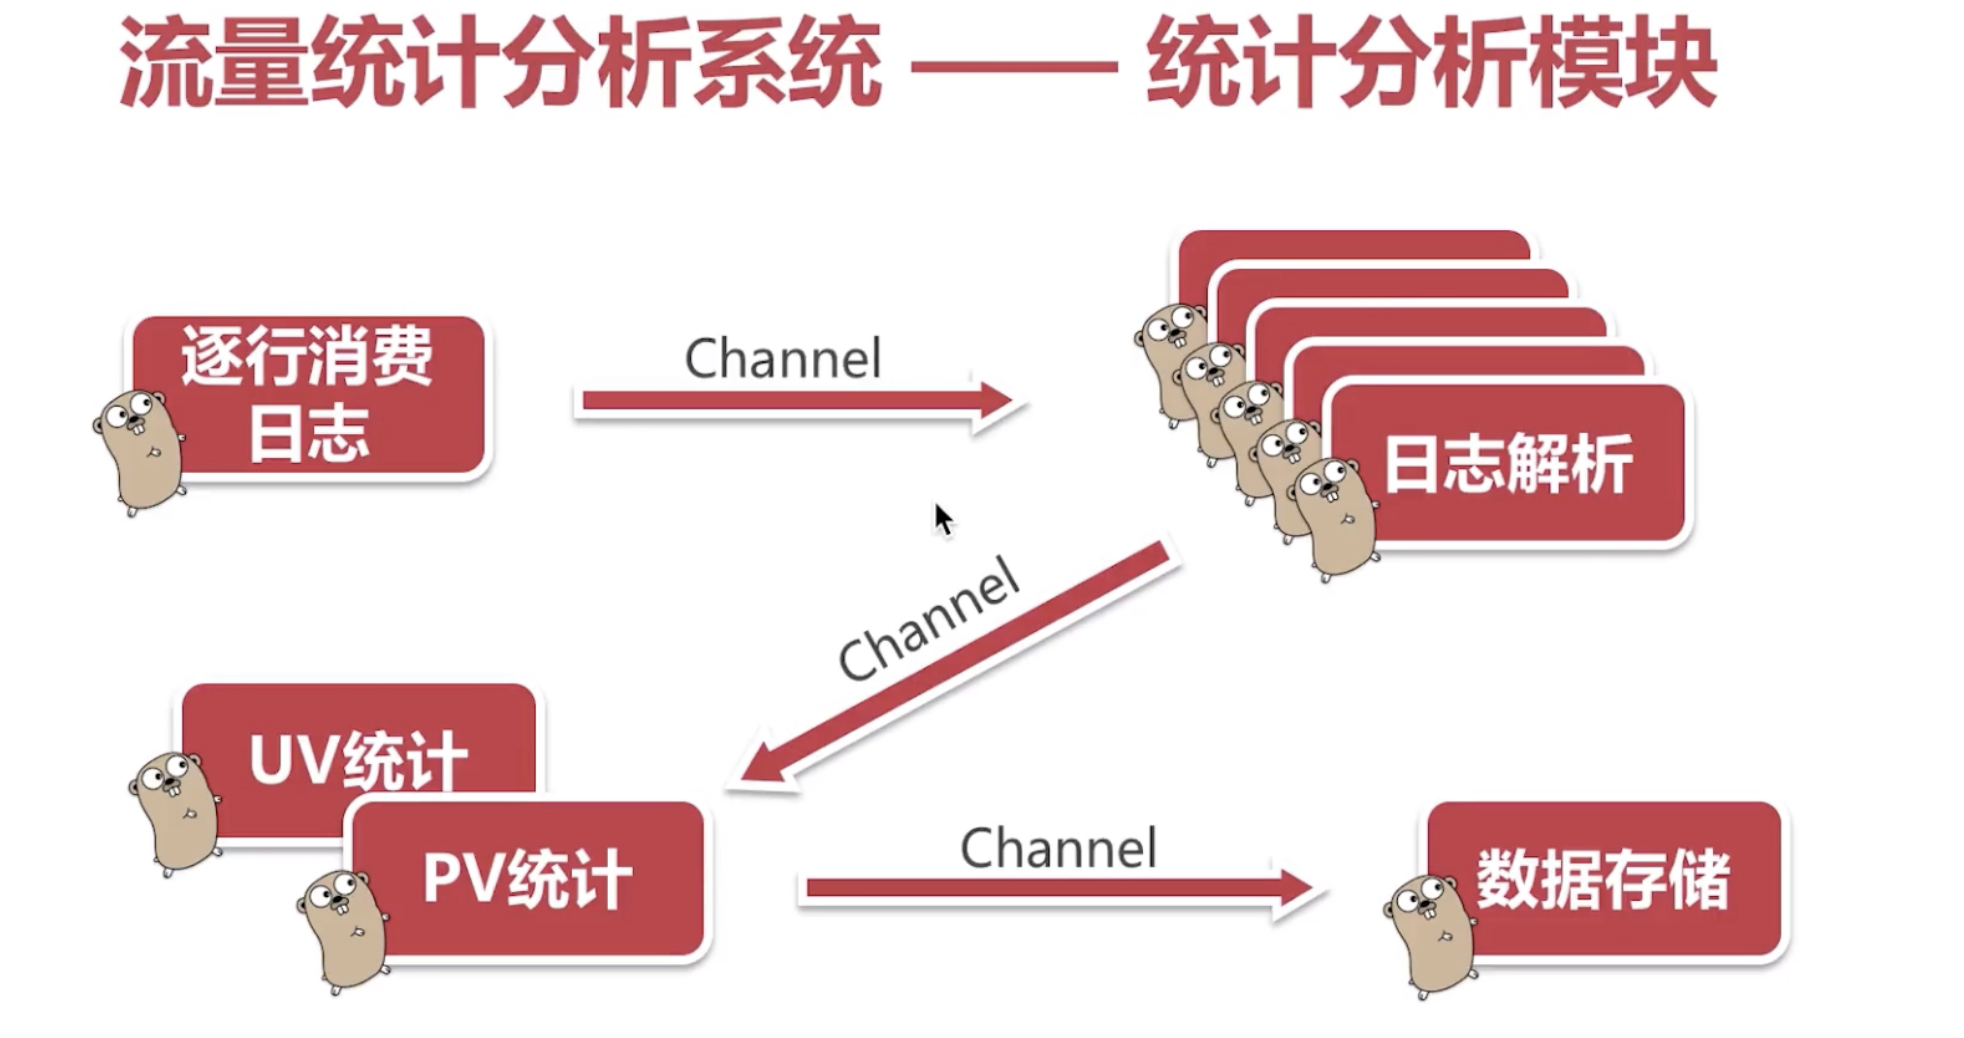 流量统计分析系统 —— 统计分析模块
逐行消费
日志
Channel
日志解析
Channel
UV统计
PV统计
Channel
数据存储